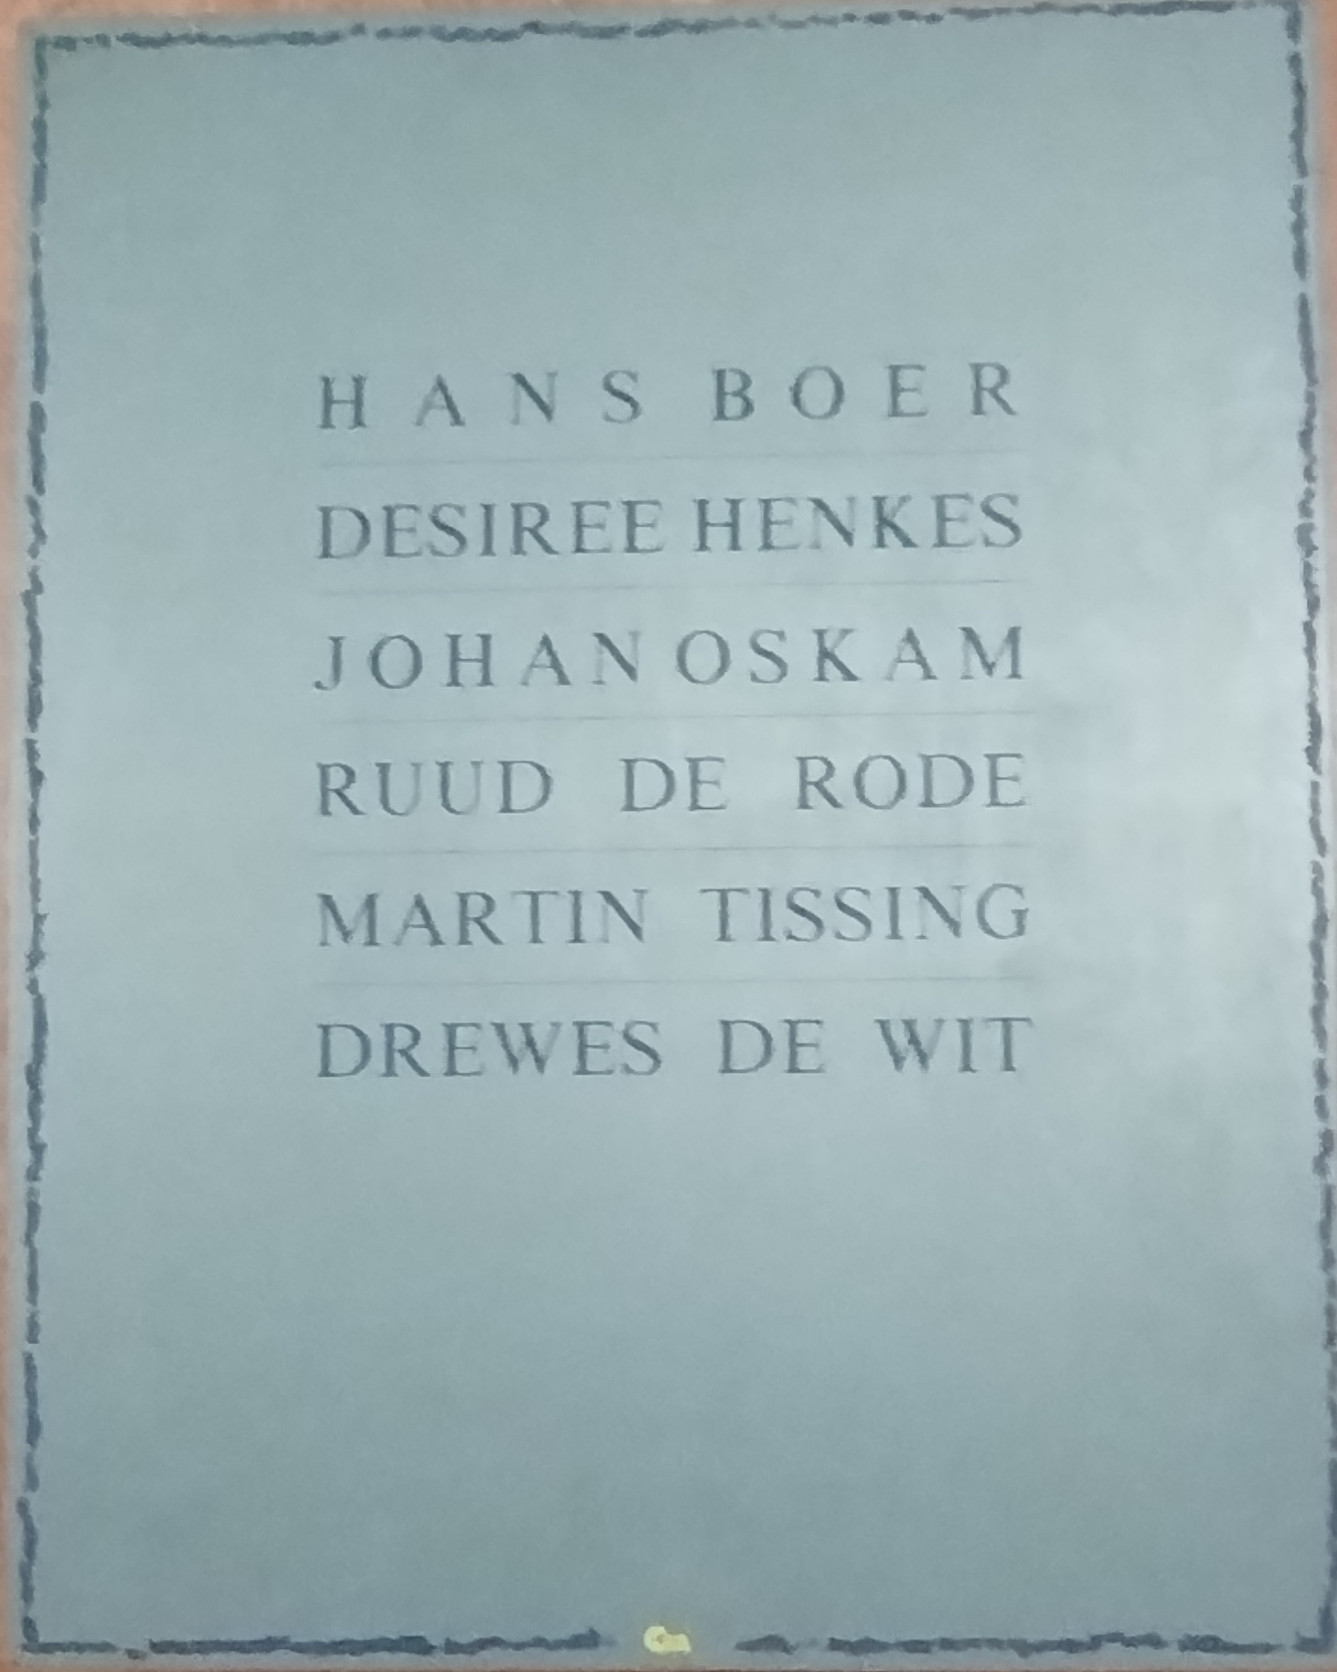 HANS BOER
DESIREE HENKES
JOHAN OSKAM
RUUD DE RODE
MARTIN TISSING
DREWES DE WIT